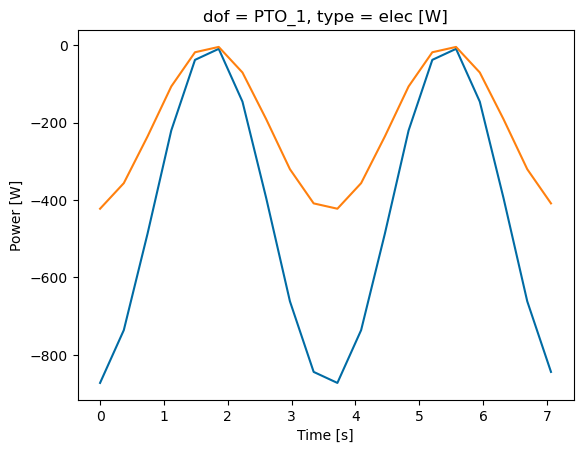 dof = PTO_1, type = elec [W]
0
−200
−400
−600
−800
Power [W]
0 1 2 3 4 5 6 7
Time [s]